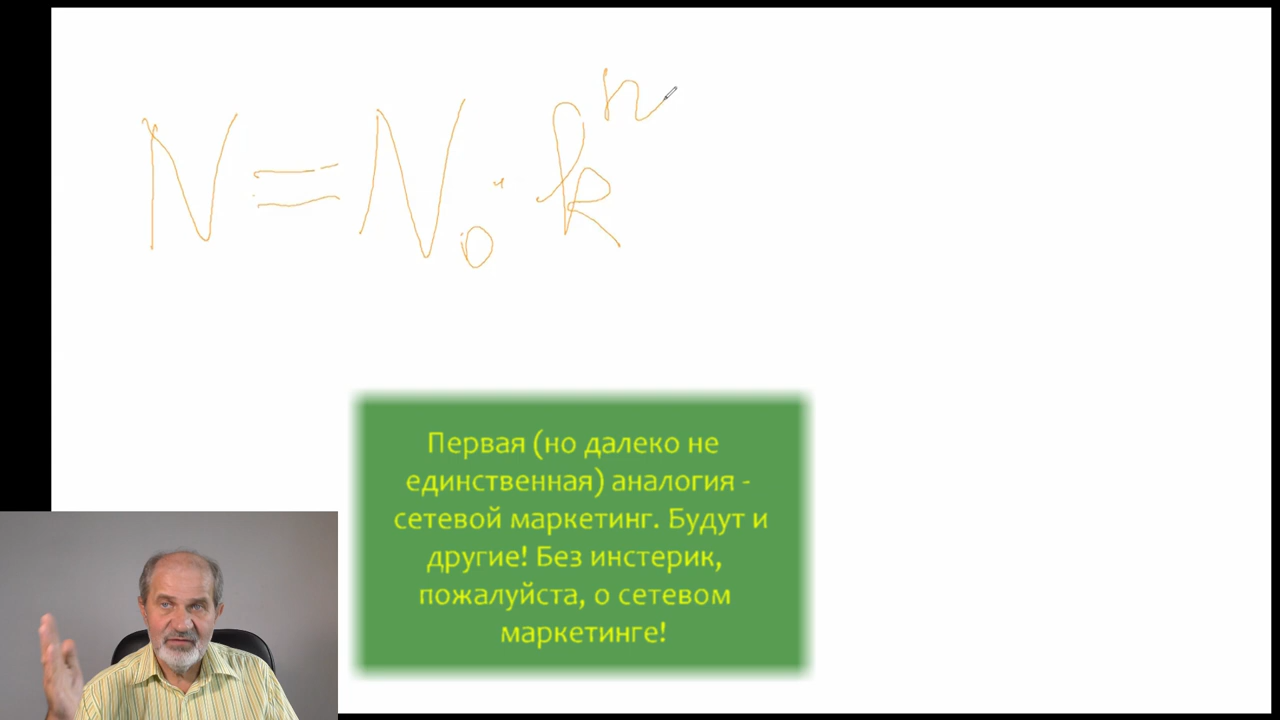 N = N₀ · k^n
Первая (но далеко не
единственная) аналогия -
сетевой маркетинг. Будут и
другие! Без инстерик,
пожалуйста, о сетевом
маркетинге!